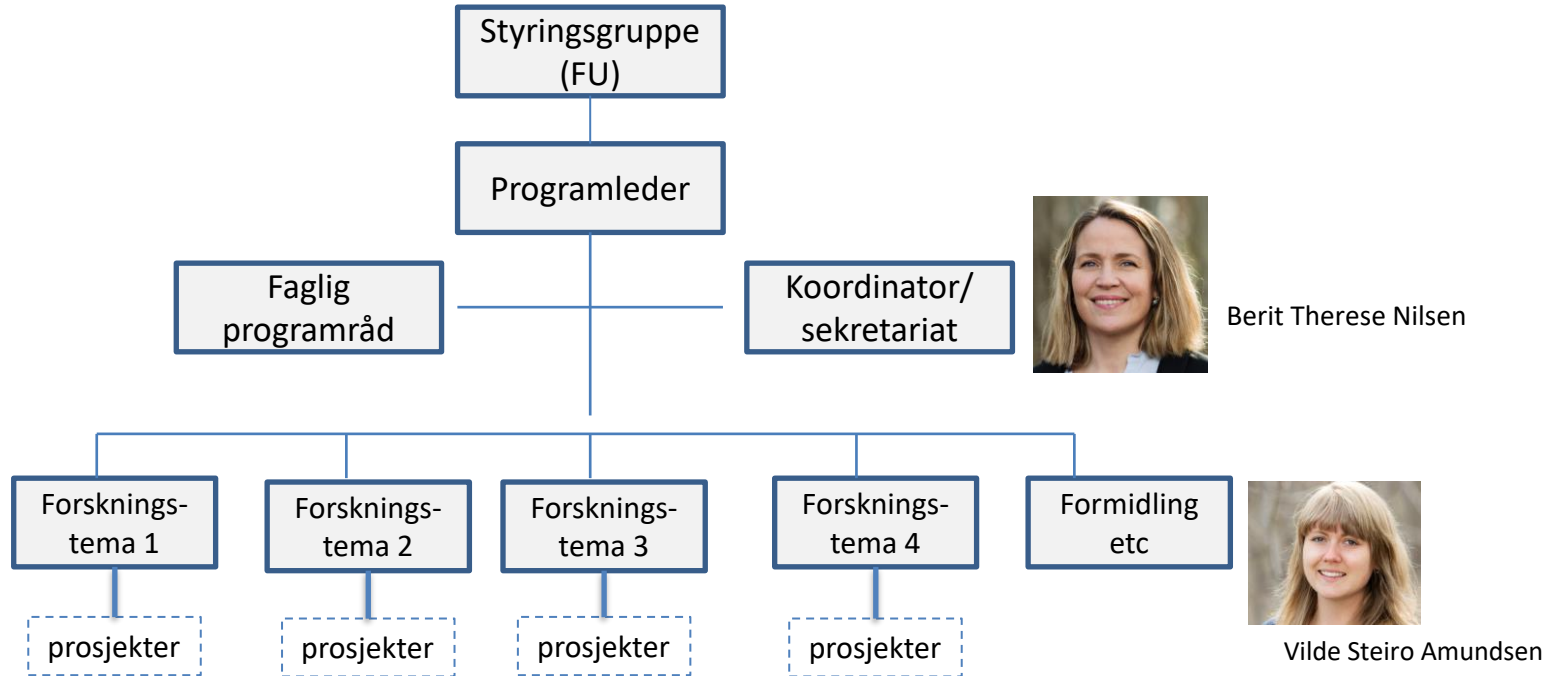 Styringsgruppe
(FU)
Programleder
Faglig
programråd
Koordinator/
sekretariat
Berit Therese Nilsen
Forsknings-
tema 1
Forsknings-
tema 2
Forsknings-
tema 3
Forsknings-
tema 4
Formidling
etc
prosjekter
prosjekter
prosjekter
prosjekter
Vilde Steiro Amundsen